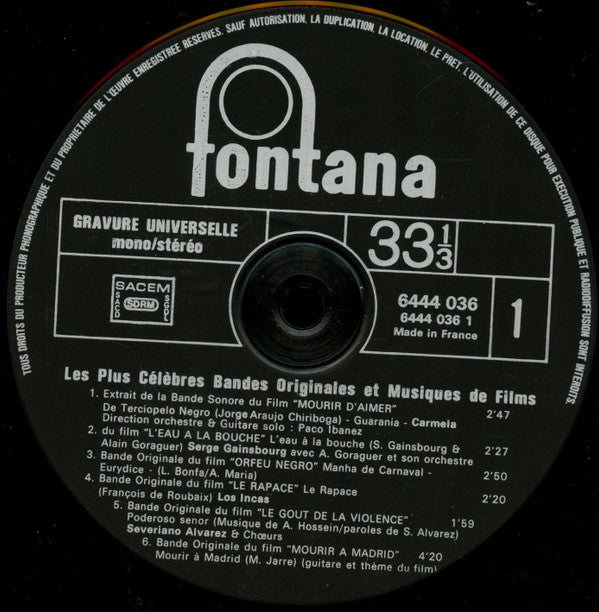 TOUS DROITS DU PRODUCTEUR PHONOGRAPHIQUE ET DU PROPRIETAIRE DE L'ŒUVRE ENREGISTREE RESERVES. SAUF AUTORISATION. LA DUPLICATION, LA LOCATION, LE PRET, L'UTILISATION DE CE DISQUE POUR EXECUTION PUBLIQUE ET RADIODIFFUSION SONT INTERDITS.
fontana
GRAVURE UNIVERSELLE
mono/stéréo
33 1/3
SACEM
SACD
SDRM
SGDL
6444 036
6444 036 1
Made in France
1
Les Plus Célèbres Bandes Originales et Musiques de Films
1. Extrait de la Bande Sonore du Film "MOURIR D'AIMER"
De Terciopelo Negro (Jorge Araujo Chiriboga) - Guarania - Carmela 2'47
Direction orchestre & Guitare solo : Paco Ibanez
2. du film "L'EAU A LA BOUCHE" L'eau à la bouche (S. Gainsbourg &
Alain Goraguer) Serge Gainsbourg avec A. Goraguer et son orchestre 2'27
3. Bande Originale du film "ORFEU NEGRO" Manha de Carnaval -
Eurydice - (L. Bonfa/A. Maria) 2'50
4. Bande Originale du film "LE RAPACE" Le Rapace
(François de Roubaix) Los Incas 2'20
5. Bande Originale du film "LE GOUT DE LA VIOLENCE" 1'59
Poderoso senor (Musique de A. Hossein/paroles de S. Alvarez)
Severiano Alvarez & Chœurs
6. Bande Originale du film "MOURIR A MADRID" 4'20
Mourir à Madrid (M. Jarre) (guitare et thème du film)